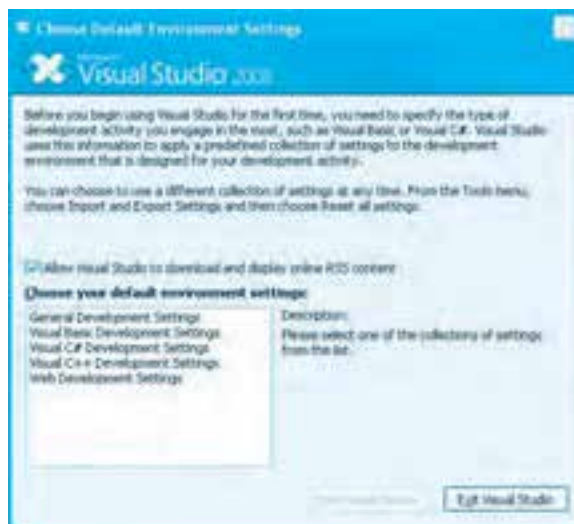 Choose Default Environment Settings
Microsoft
Visual Studio 2008
Before you begin using Visual Studio for the first time, you need to specify the type of
development activity you engage in the most, such as Visual Basic or Visual C#. Visual Studio
uses this information to apply a predefined collection of settings to the development
environment that is designed for your development activity.
You can choose to use a different collection of settings at any time. From the Tools menu,
choose Import and Export Settings and then choose Reset all settings.
Allow Visual Studio to download and display online RSS content
Choose your default environment settings:
General Development Settings
Visual Basic Development Settings
Visual C# Development Settings
Visual C++ Development Settings
Web Development Settings
Description:
Please select one of the collections of settings
from the list.
Exit Visual Studio